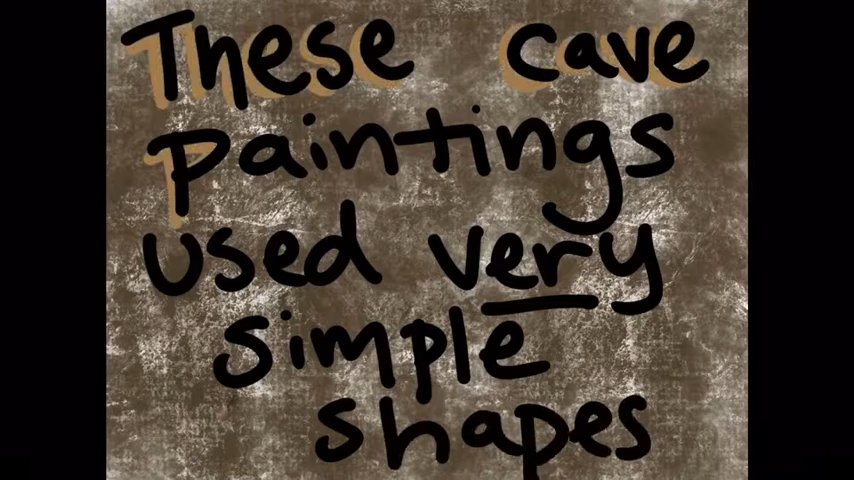 These cave
paintings
used very
simple
shapes